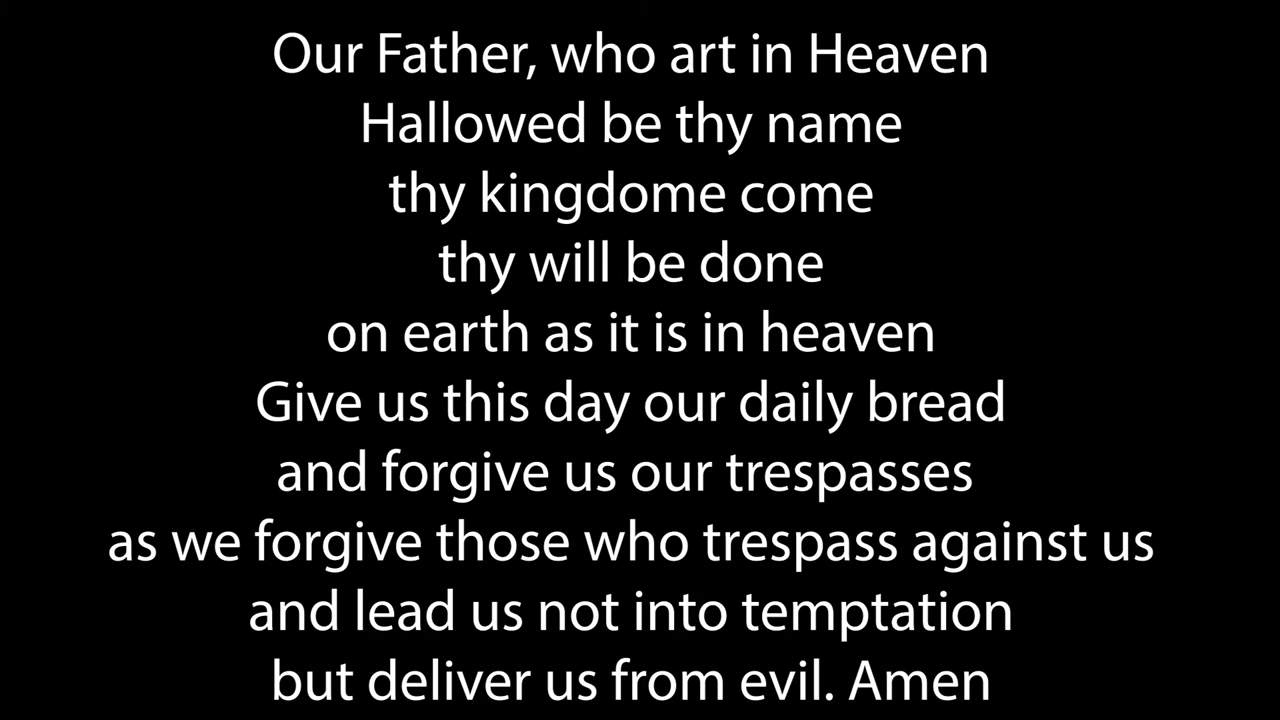 Our Father, who art in Heaven
Hallowed be thy name
thy kingdome come
thy will be done
on earth as it is in heaven
Give us this day our daily bread
and forgive us our trespasses
as we forgive those who trespass against us
and lead us not into temptation
but deliver us from evil. Amen